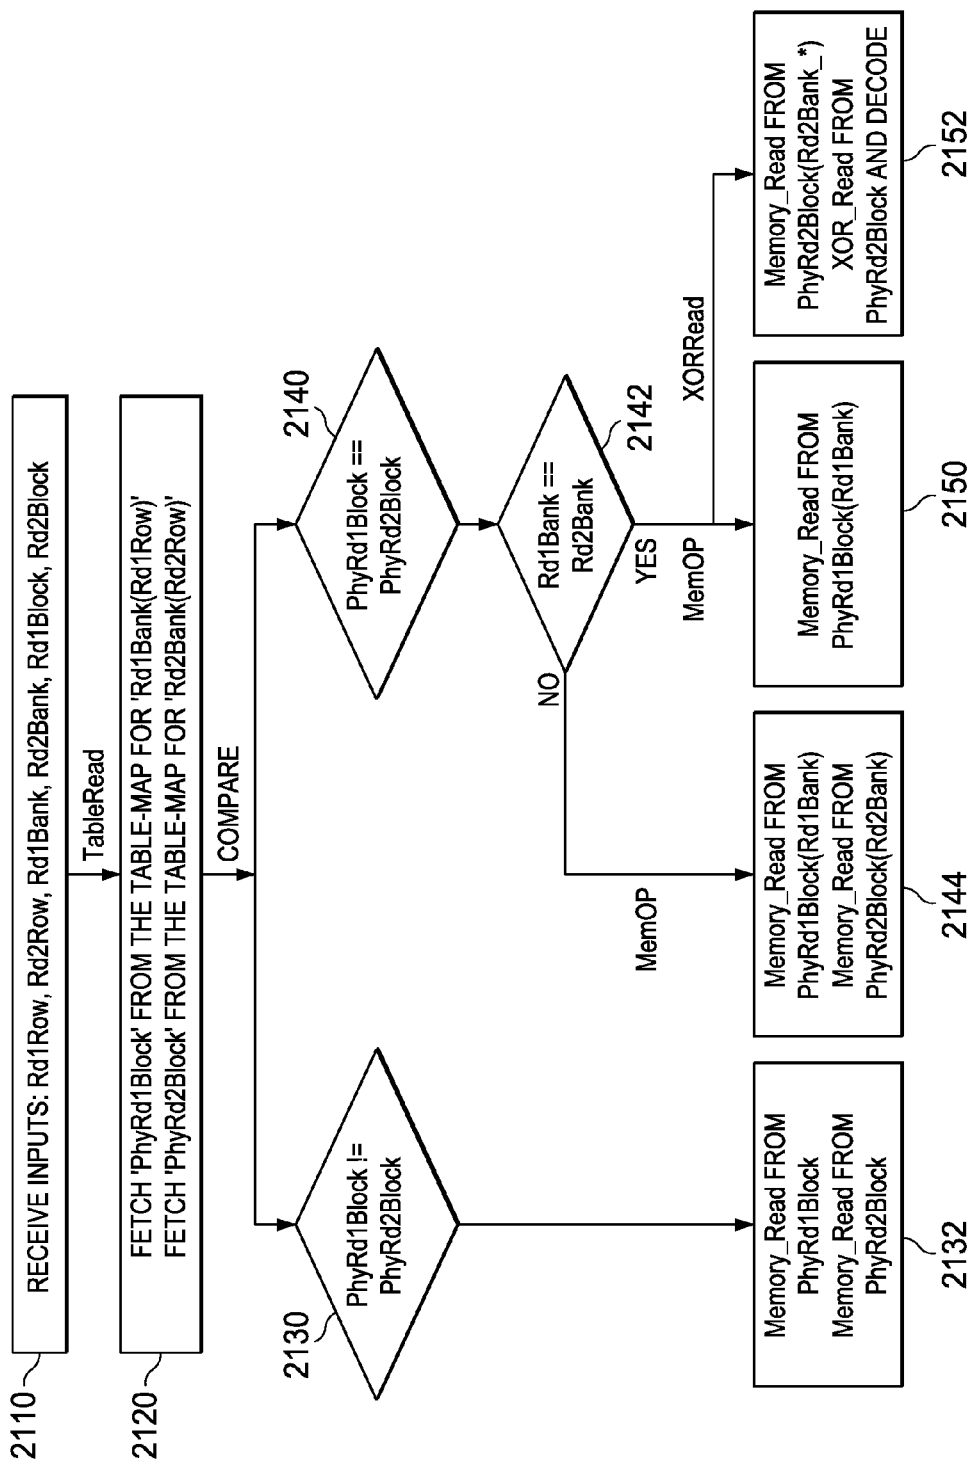 2110
RECEIVE INPUTS: Rd1Row, Rd2Row, Rd1Bank, Rd2Bank, Rd1Block, Rd2Block
TableRead
2120
FETCH 'PhyRd1Block' FROM THE TABLE-MAP FOR 'Rd1Bank(Rd1Row)'
FETCH 'PhyRd2Block' FROM THE TABLE-MAP FOR 'Rd2Bank(Rd2Row)'
COMPARE
2130
PhyRd1Block !=
PhyRd2Block
2140
PhyRd1Block ==
PhyRd2Block
2142
Rd1Bank ==
Rd2Bank
NO
YES
MemOP
MemOP
XORRead
Memory_Read FROM
PhyRd1Block
Memory_Read FROM
PhyRd2Block
2132
Memory_Read FROM
PhyRd1Block(Rd1Bank)
Memory_Read FROM
PhyRd2Block(Rd2Bank)
2144
Memory_Read FROM
PhyRd1Block(Rd1Bank)
2150
Memory_Read FROM
PhyRd2Block(Rd2Bank_*)
XOR_Read FROM
PhyRd2Block AND DECODE
2152